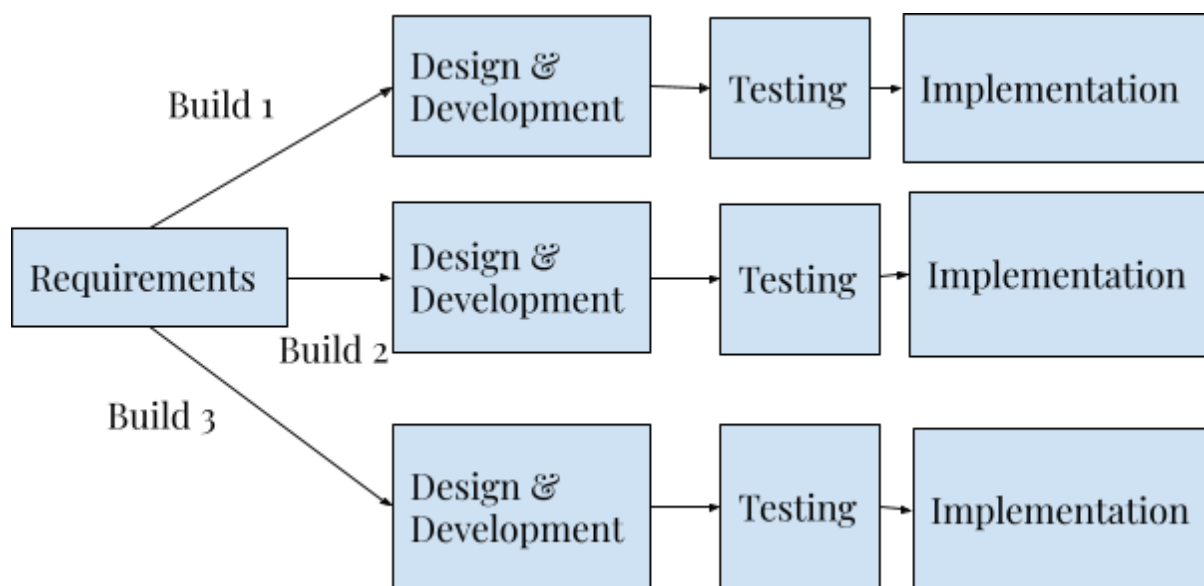 Build 1
Design &
Development
Testing
Implementation
Requirements
Build 2
Design &
Development
Testing
Implementation
Build 3
Design &
Development
Testing
Implementation